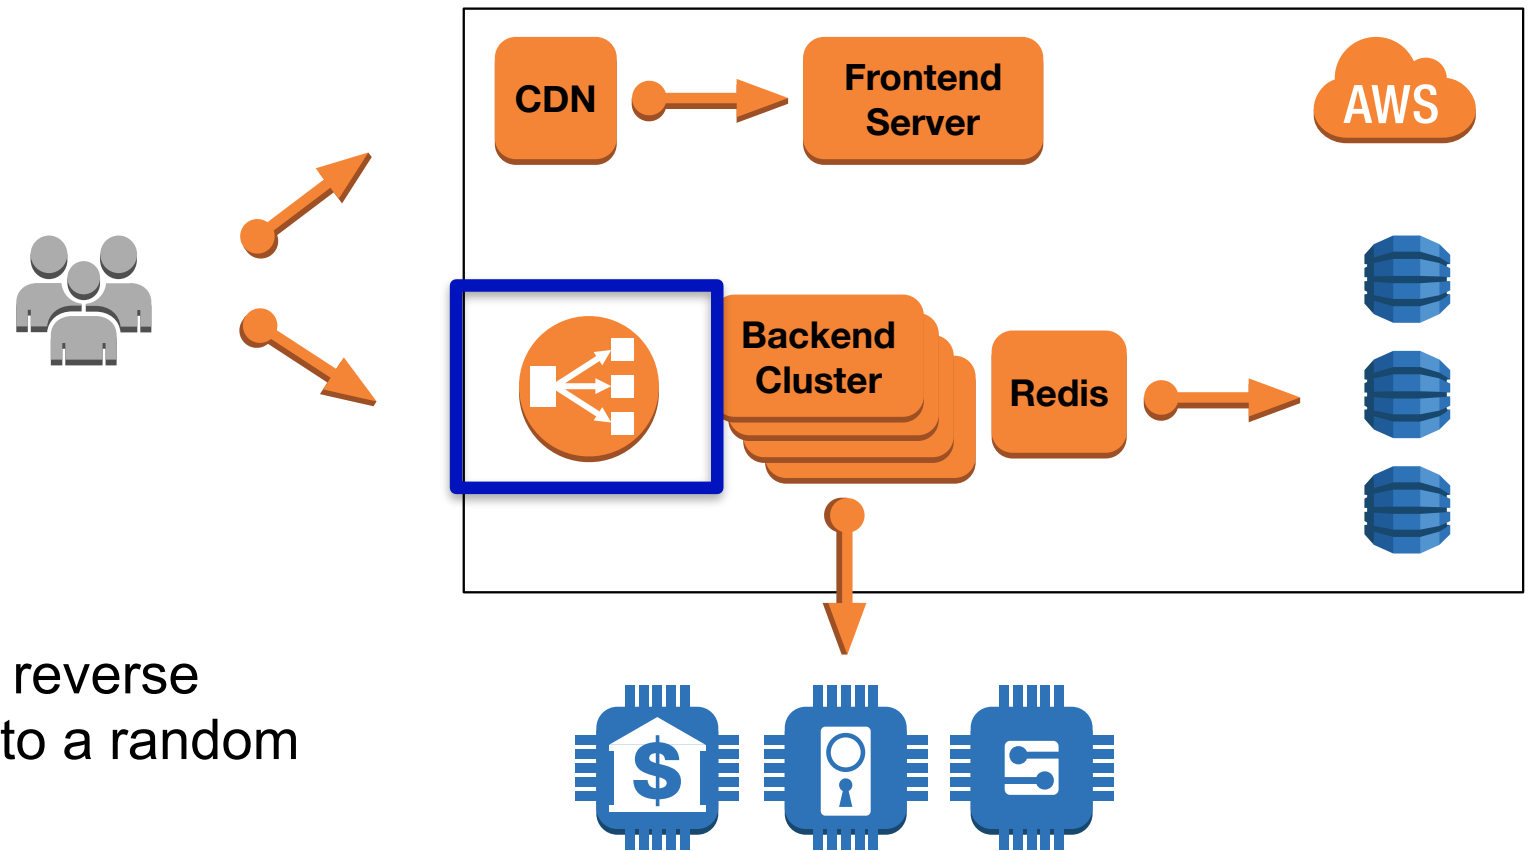 CDN
Frontend
Server
AWS
Backend
Cluster
Redis
reverse
to a random
$